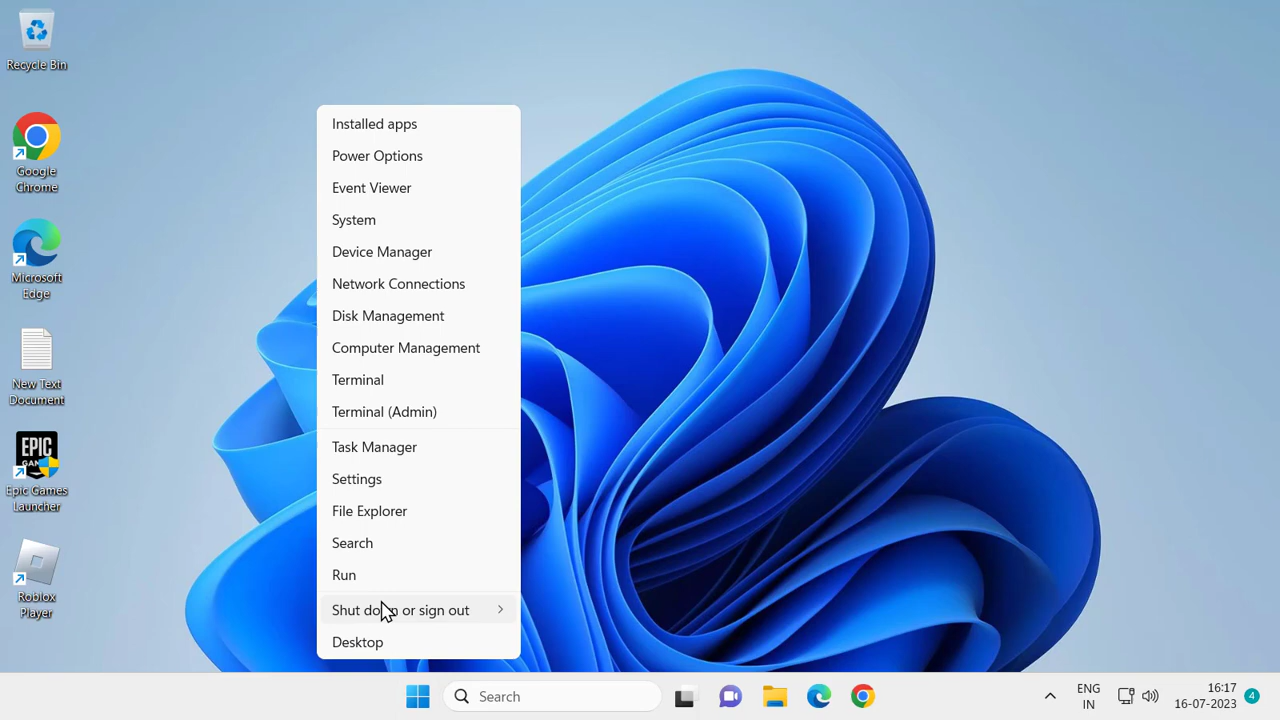 Recycle Bin
Google
Chrome
Microsoft
Edge
New Text
Document
EPIC
GAMES
Epic Games
Launcher
Roblox
Player
Installed apps
Power Options
Event Viewer
System
Device Manager
Network Connections
Disk Management
Computer Management
Terminal
Terminal (Admin)
Task Manager
Settings
File Explorer
Search
Run
Shut down or sign out
Desktop
Search
ENG
IN
16:17
16-07-2023
4